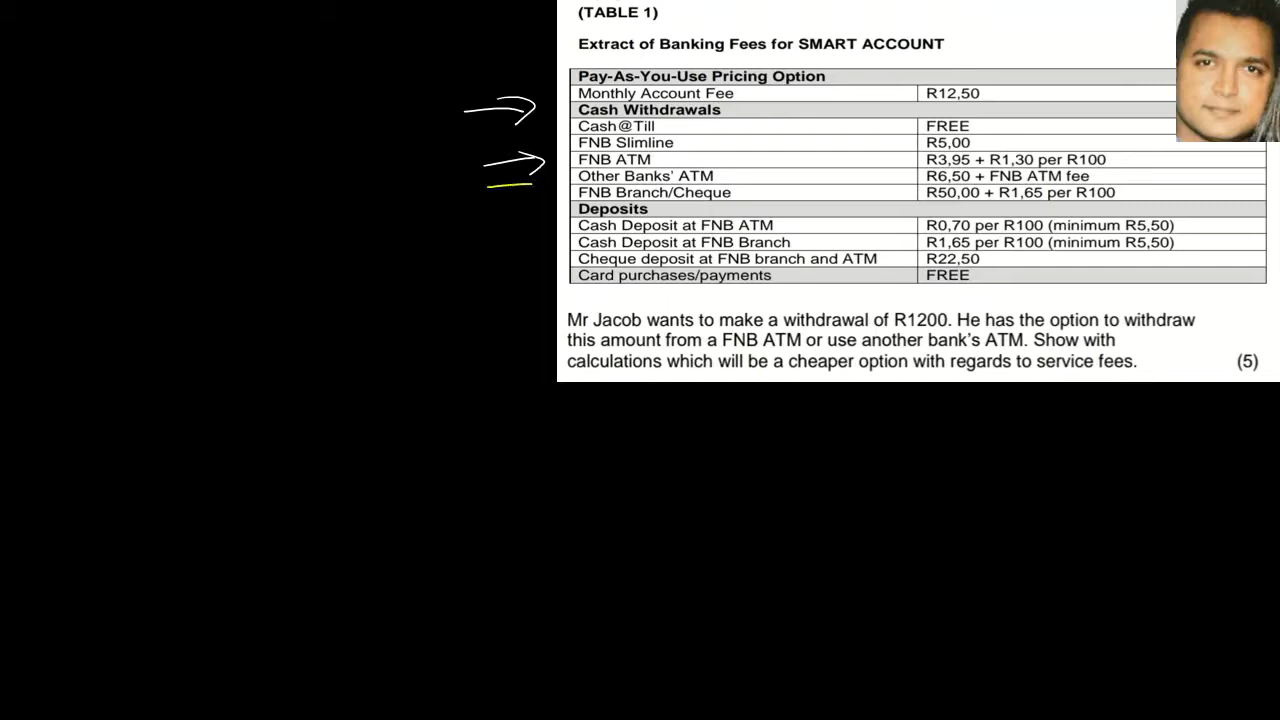 (TABLE 1)
Extract of Banking Fees for SMART ACCOUNT
Pay-As-You-Use Pricing Option
Monthly Account Fee R12,50
Cash Withdrawals
Cash@Till FREE
FNB Slimline R5,00
FNB ATM R3,95 + R1,30 per R100
Other Banks' ATM R6,50 + FNB ATM fee
FNB Branch/Cheque R50,00 + R1,65 per R100
Deposits
Cash Deposit at FNB ATM R0,70 per R100 (minimum R5,50)
Cash Deposit at FNB Branch R1,65 per R100 (minimum R5,50)
Cheque deposit at FNB branch and ATM R22,50
Card purchases/payments FREE
Mr Jacob wants to make a withdrawal of R1200. He has the option to withdraw
this amount from a FNB ATM or use another bank's ATM. Show with
calculations which will be a cheaper option with regards to service fees. (5)